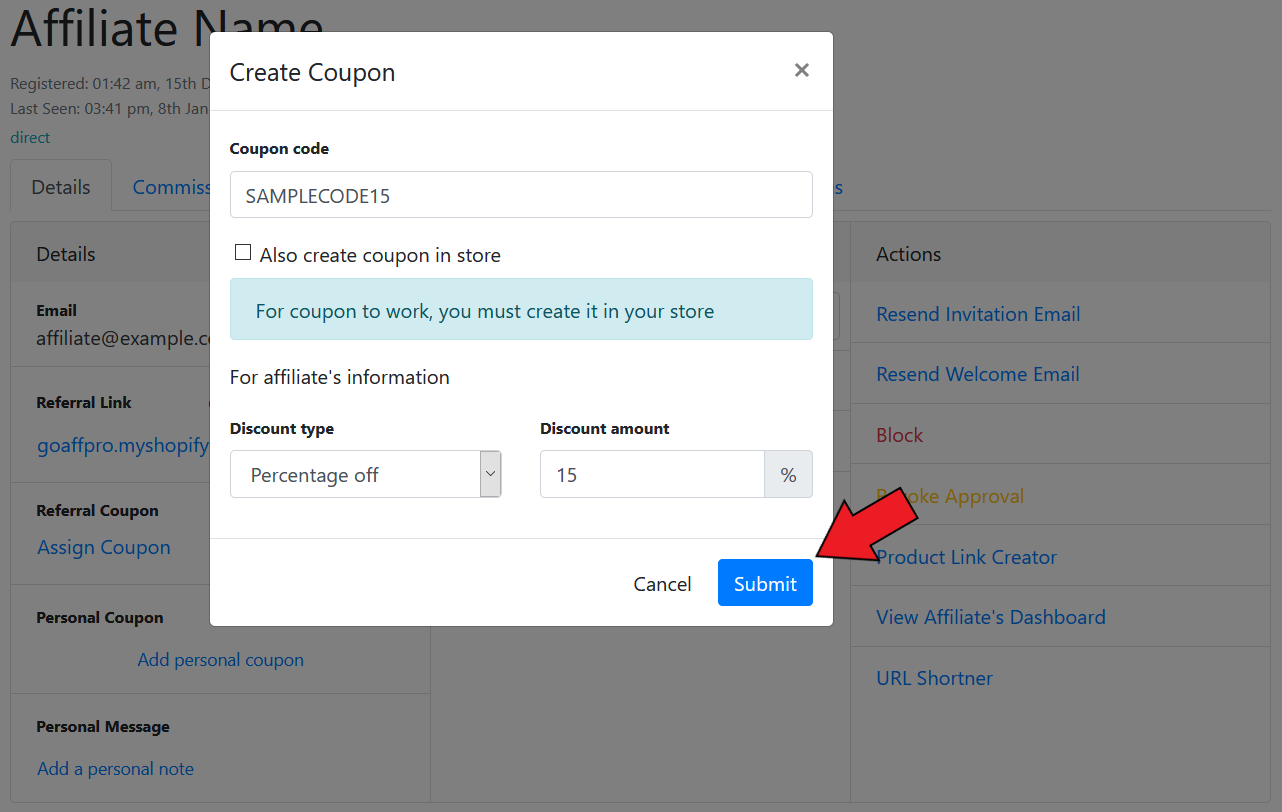 Affiliate Name
Registered: 01:42 am, 15th D
Last Seen: 03:41 pm, 8th Jan
direct
Details
Commiss
s
Create Coupon
×
Coupon code
SAMPLECODE15
Also create coupon in store
For coupon to work, you must create it in your store
For affiliate's information
Discount type
Discount amount
Percentage off
15
%
Cancel
Submit
Details
Email
affiliate@example.c
Referral Link
goaffpro.myshopify
Referral Coupon
Assign Coupon
Personal Coupon
Add personal coupon
Personal Message
Add a personal note
Actions
Resend Invitation Email
Resend Welcome Email
Block
Revoke Approval
Product Link Creator
View Affiliate's Dashboard
URL Shortner